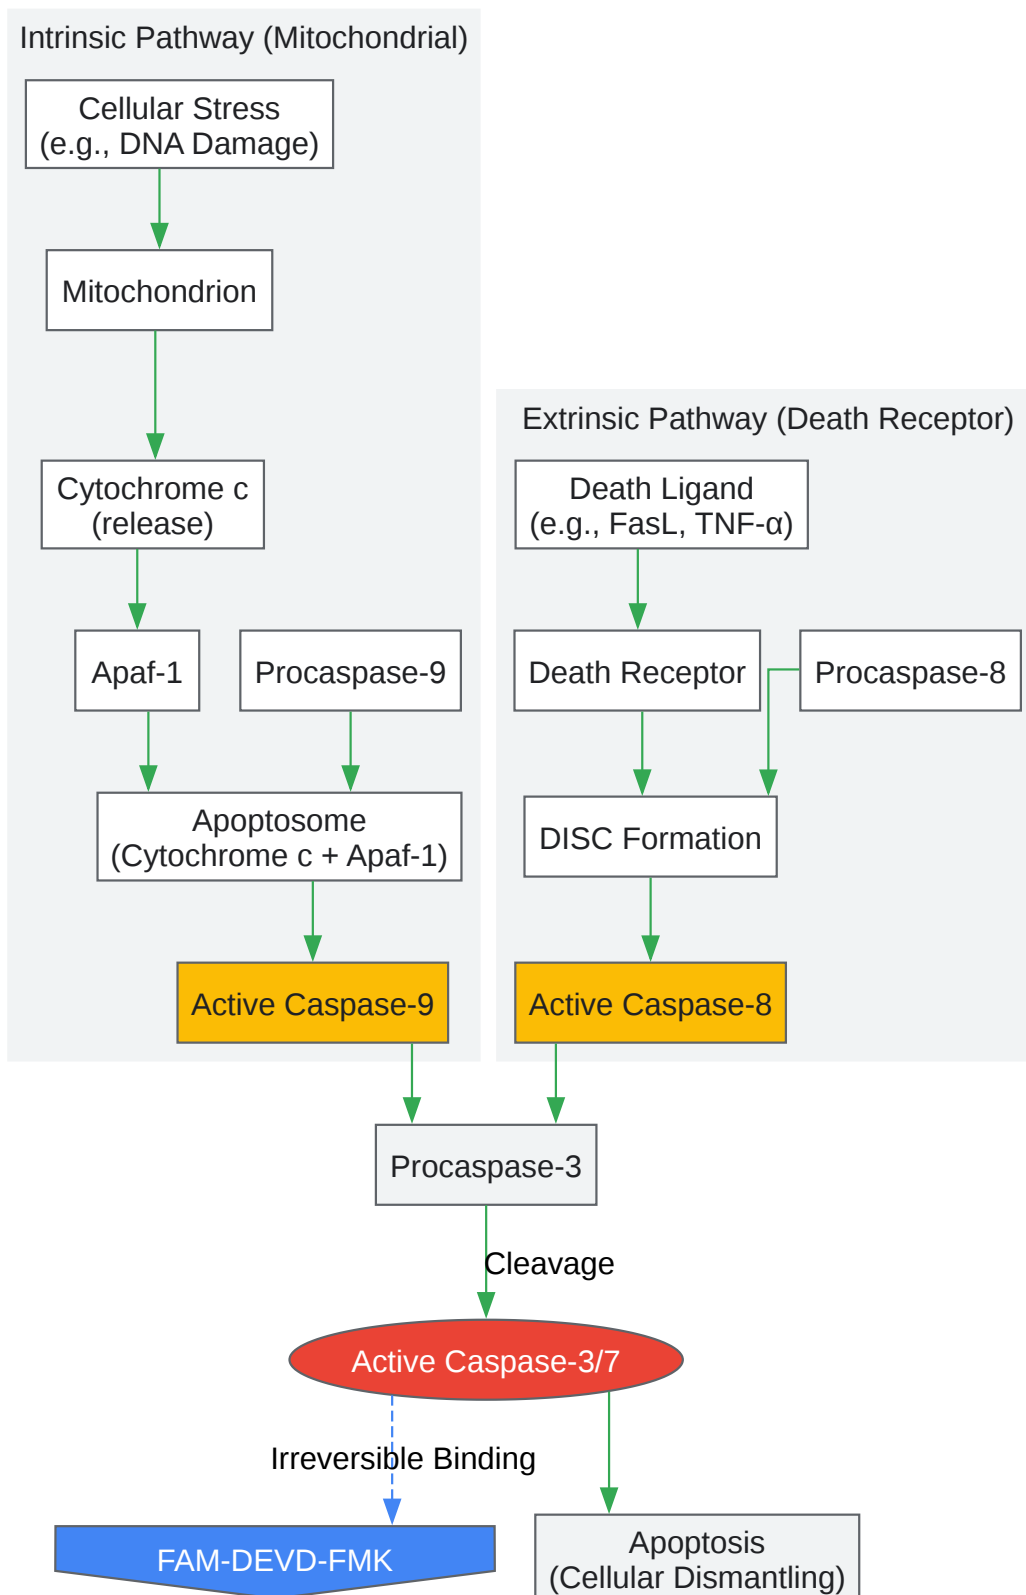 Intrinsic Pathway (Mitochondrial)
Cellular Stress
(e.g., DNA Damage)
Mitochondrion
Cytochrome c
(release)
Apaf-1
Procaspase-9
Apoptosome
(Cytochrome c + Apaf-1)
Active Caspase-9
Extrinsic Pathway (Death Receptor)
Death Ligand
(e.g., FasL, TNF-α)
Death Receptor
Procaspase-8
DISC Formation
Active Caspase-8
Procaspase-3
Cleavage
Active Caspase-3/7
Irreversible Binding
FAM-DEVD-FMK
Apoptosis
(Cellular Dismantling)